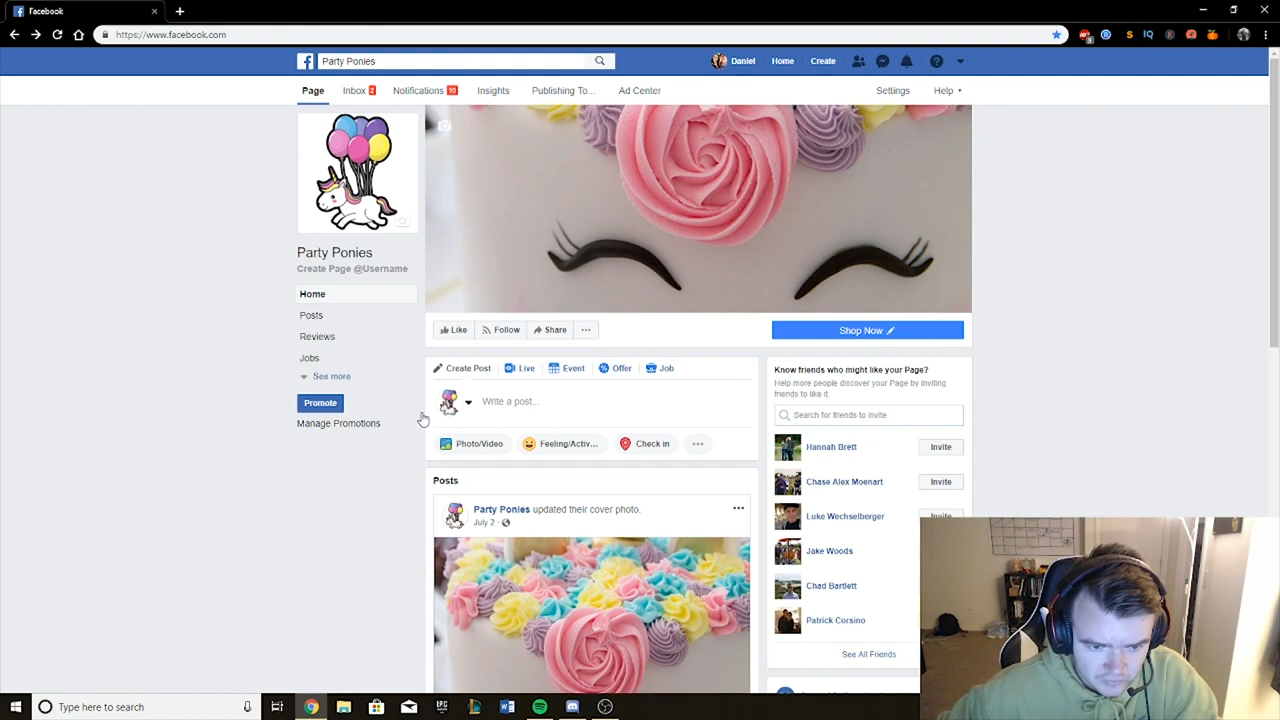 Facebook
https://www.facebook.com
9
Party Ponies
Daniel Home Create
Page Inbox 2 Notifications 10 Insights Publishing To... Ad Center Settings Help
Party Ponies
Create Page @Username
Home
Posts
Reviews
Jobs
See more
Promote
Manage Promotions
Like Follow Share ...
Shop Now
Create Post Live Event Offer Job
Write a post...
Photo/Video Feeling/Activ... Check in ...
Posts
Party Ponies updated their cover photo.
July 2 ·
Know friends who might like your Page?
Help more people discover your Page by inviting
friends to like it.
Search for friends to invite
Hannah Brett Invite
Chase Alex Moenart Invite
Luke Wechselberger Invite
Jake Woods
Chad Bartlett
Patrick Corsino
See All Friends
Type here to search
EPIC